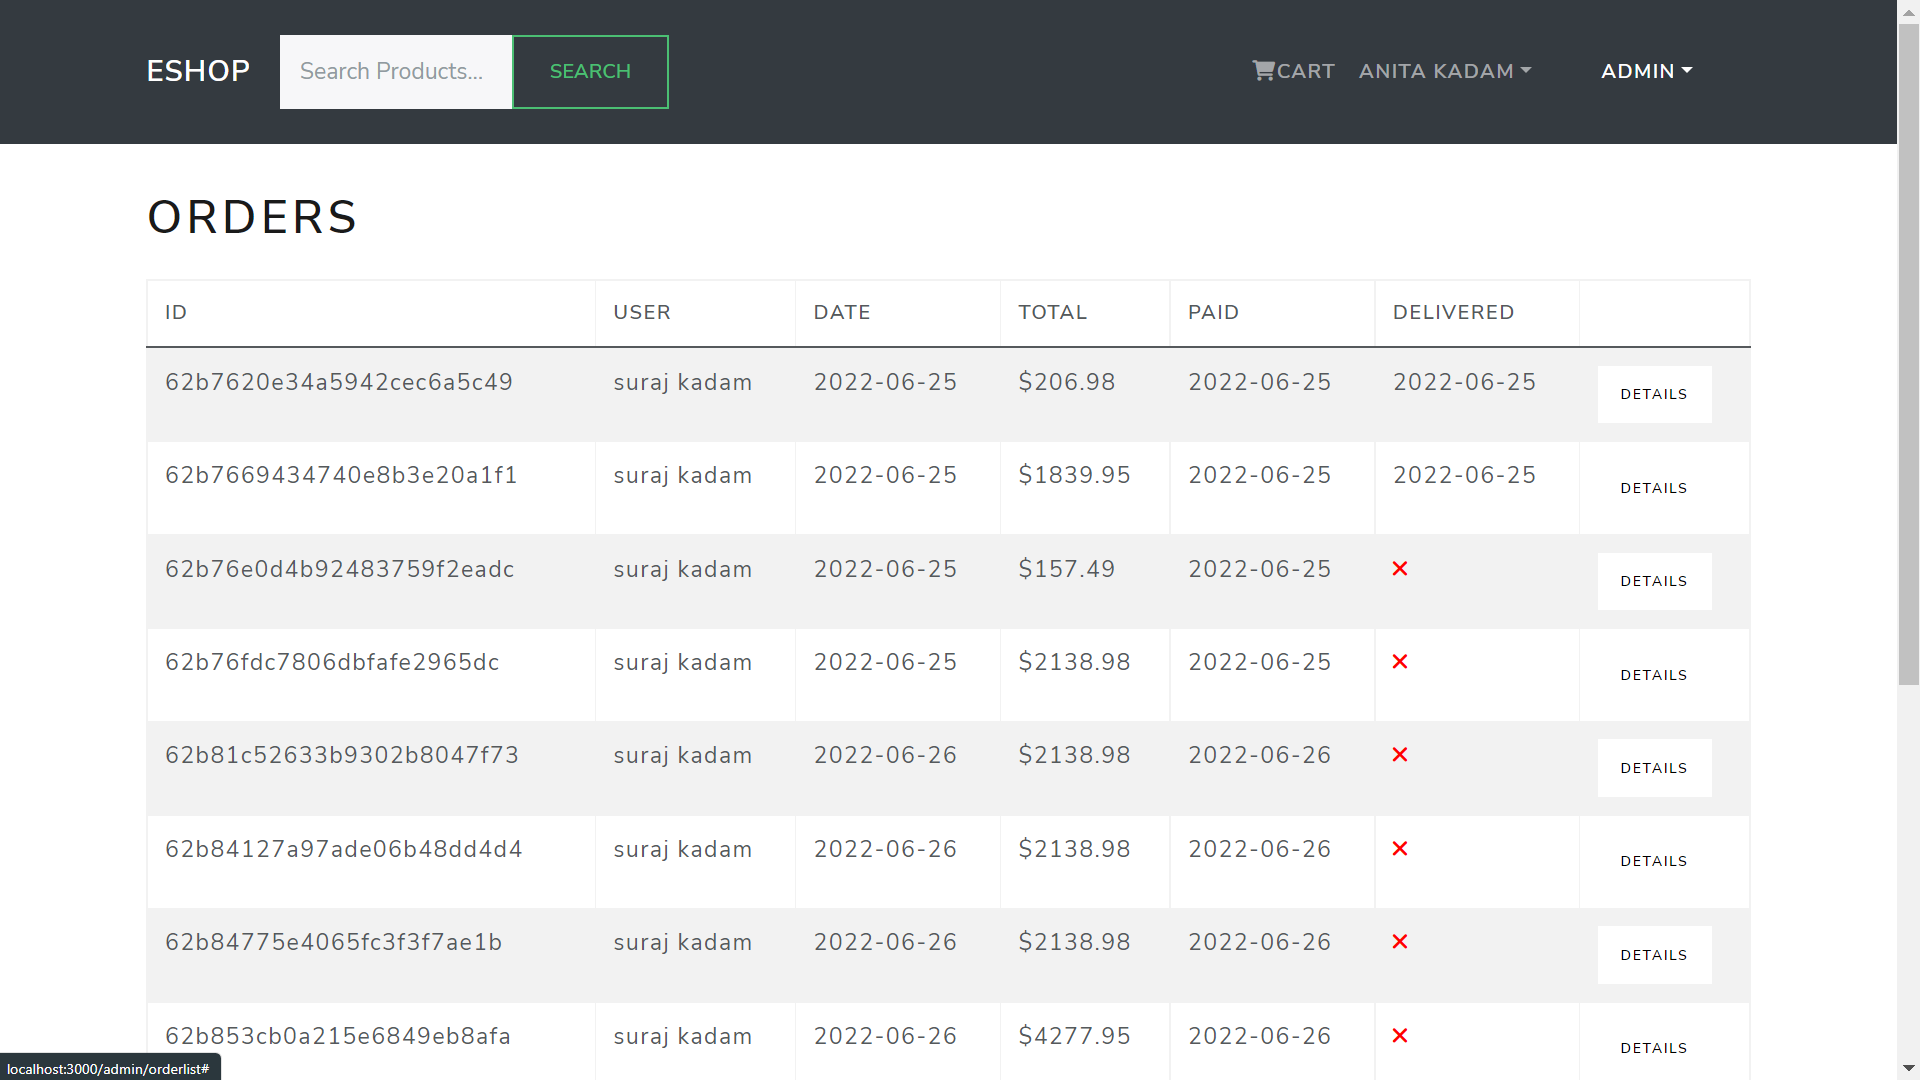 ESHOP Search Products... SEARCH CART ANITA KADAM ADMIN
ORDERS
ID USER DATE TOTAL PAID DELIVERED
62b7620e34a5942cec6a5c49 suraj kadam 2022-06-25 $206.98 2022-06-25 2022-06-25 DETAILS
62b7669434740e8b3e20a1f1 suraj kadam 2022-06-25 $1839.95 2022-06-25 2022-06-25 DETAILS
62b76e0d4b92483759f2eadc suraj kadam 2022-06-25 $157.49 2022-06-25 DETAILS
62b76fdc7806dbfafe2965dc suraj kadam 2022-06-25 $2138.98 2022-06-25 DETAILS
62b81c52633b9302b8047f73 suraj kadam 2022-06-26 $2138.98 2022-06-26 DETAILS
62b84127a97ade06b48dd4d4 suraj kadam 2022-06-26 $2138.98 2022-06-26 DETAILS
62b84775e4065fc3f3f7ae1b suraj kadam 2022-06-26 $2138.98 2022-06-26 DETAILS
62b853cb0a215e6849eb8afa suraj kadam 2022-06-26 $4277.95 2022-06-26 DETAILS
localhost:3000/admin/orderlist#